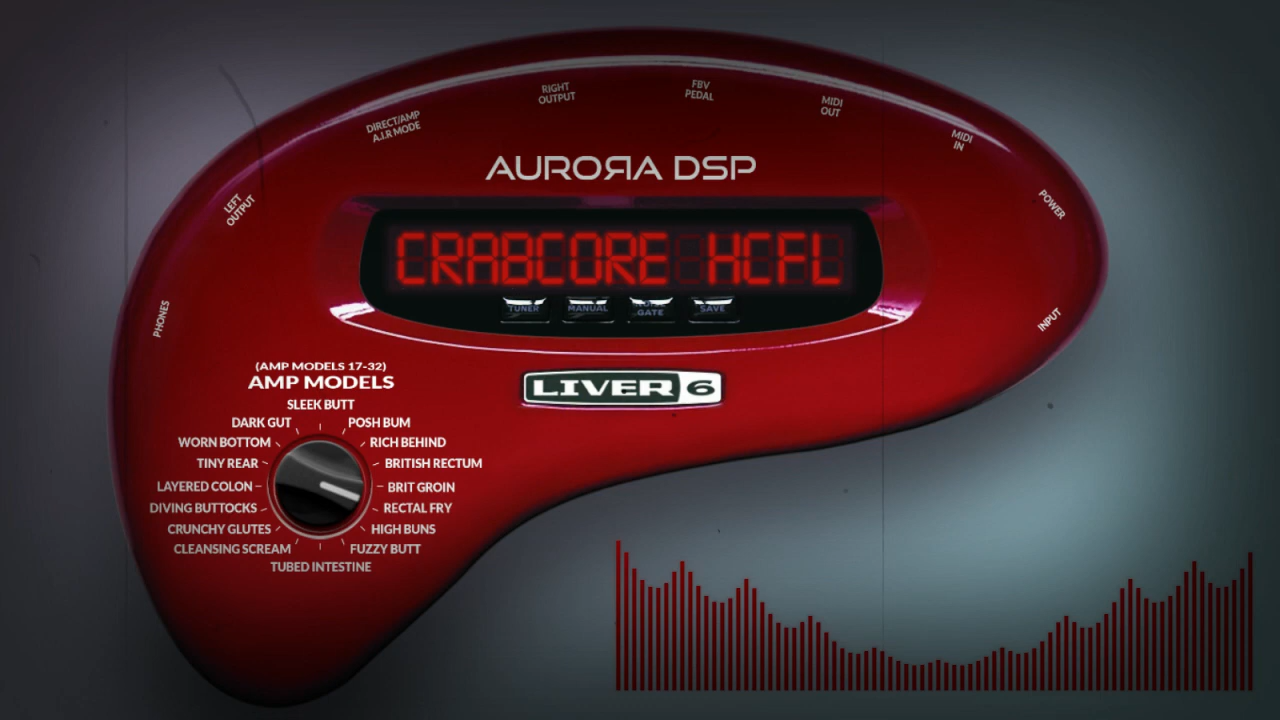 RIGHT
OUTPUT
FBV
PEDAL
MIDI
OUT
DIRECT/AMP
A.I.R MODE
MIDI
IN
AUROЯA DSP
LEFT
OUTPUT
POWER
CRABCORE HCFL
TUNER
MANUAL
NOISE
GATE
SAVE
PHONES
INPUT
(AMP MODELS 17-32)
AMP MODELS
LIVER 6
SLEEK BUTT
DARK GUT
POSH BUM
WORN BOTTOM
RICH BEHIND
TINY REAR
BRITISH RECTUM
LAYERED COLON
BRIT GROIN
DIVING BUTTOCKS
RECTAL FRY
CRUNCHY GLUTES
HIGH BUNS
CLEANSING SCREAM
FUZZY BUTT
TUBED INTESTINE